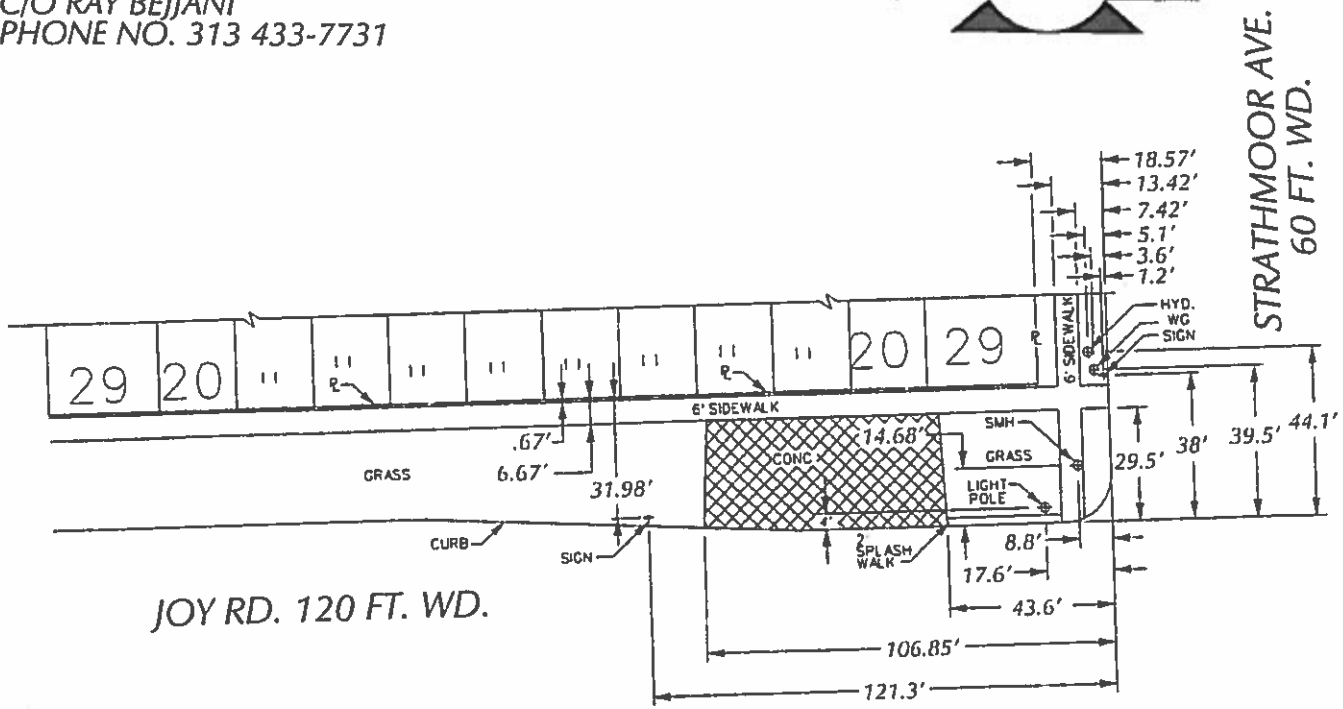 C/O RAY BEJJANI
PHONE NO. 313 433-7731
STRATHMOOR AVE.
60 FT. WD.
18.57'
13.42'
7.42'
5.1'
3.6'
1.2'
HYD.
WG
SIGN
6' SIDEWALK
29
20
"
"
"
"
"
"
"
"
20
29
6' SIDEWALK
.67'
6.67'
31.98'
GRASS
CONC
14.68'
GRASS
SMH
LIGHT
POLE
29.5'
38'
39.5'
44.1'
4'
2'
SPLASH
WALK
CURB
SIGN
8.8'
17.6'
43.6'
106.85'
121.3'
JOY RD. 120 FT. WD.